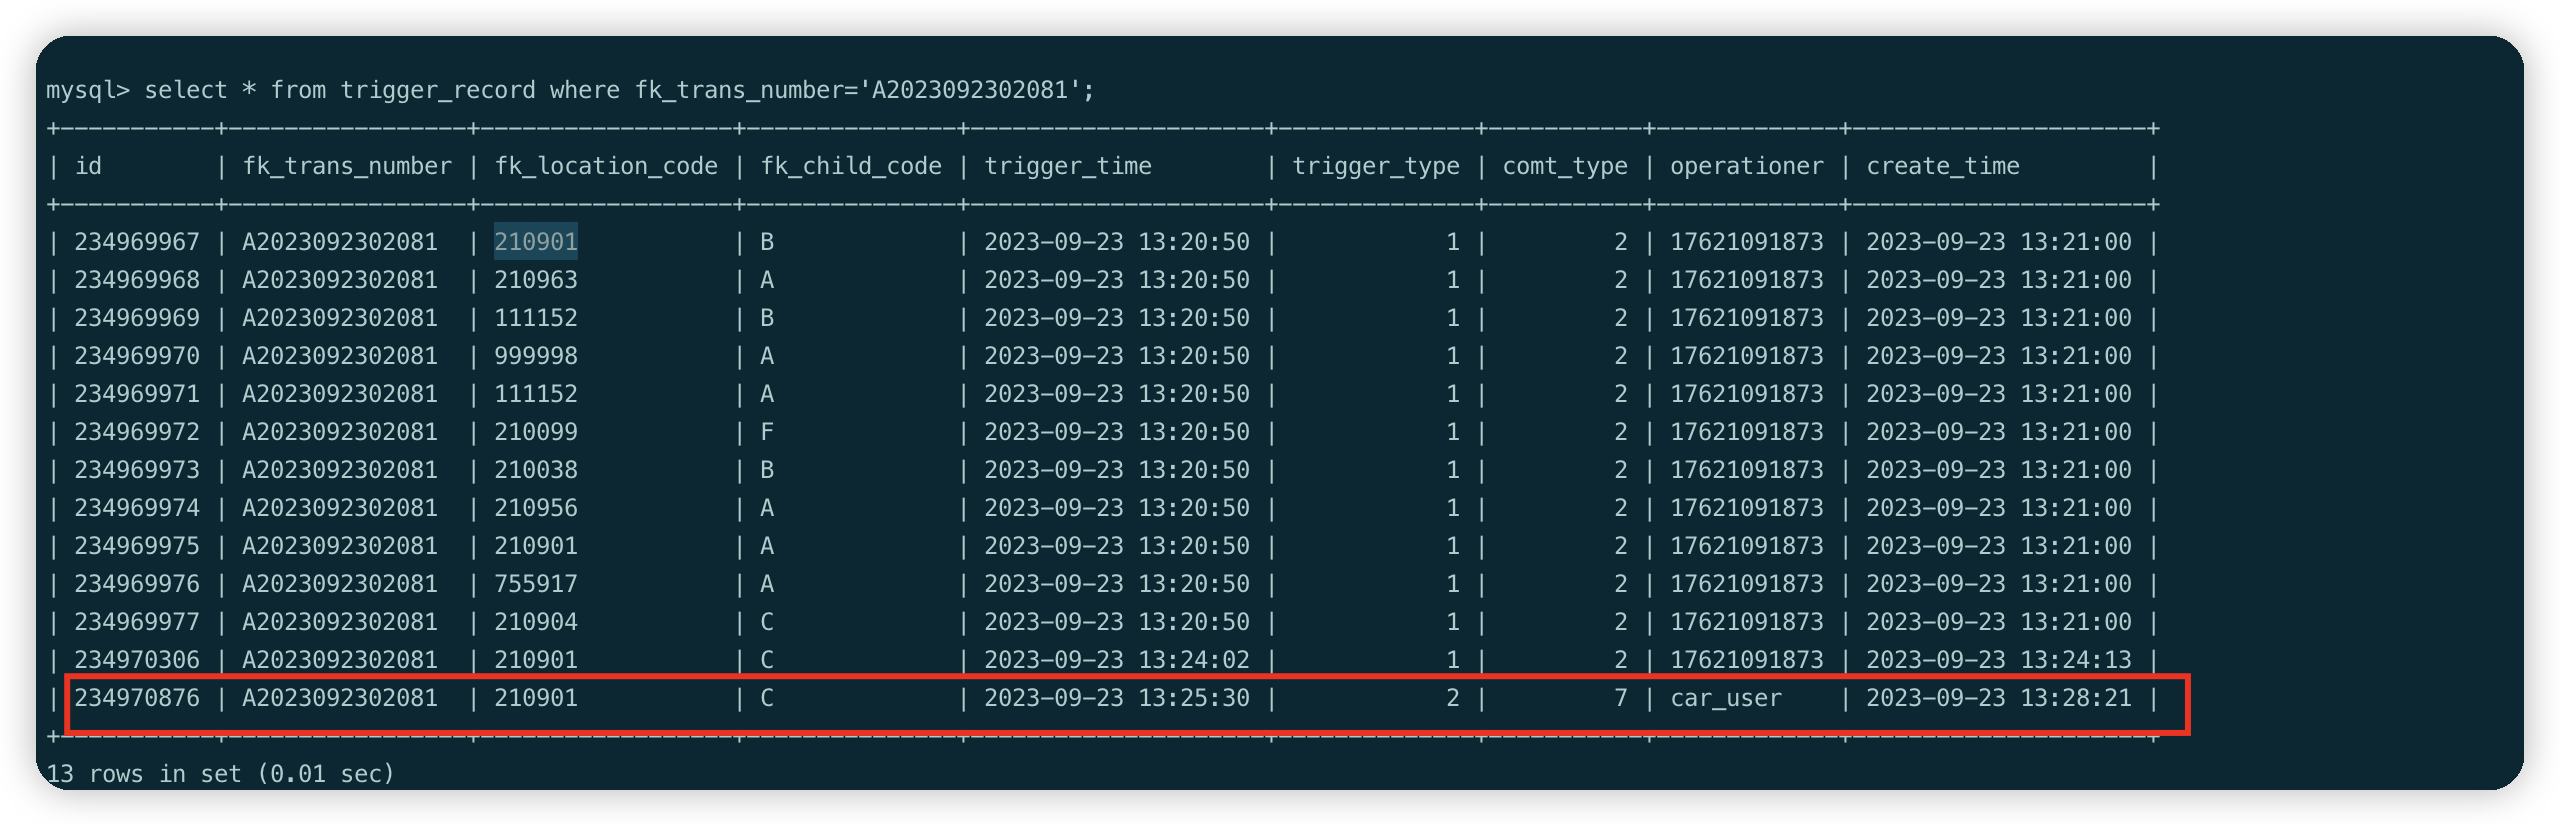 mysql> select * from trigger_record where fk_trans_number='A2023092302081';
+-----------+-----------------+------------------+---------------+---------------------+--------------+-----------+-------------+---------------------+
| id        | fk_trans_number | fk_location_code | fk_child_code | trigger_time        | trigger_type | comt_type | operationer | create_time         |
+-----------+-----------------+------------------+---------------+---------------------+--------------+-----------+-------------+---------------------+
| 234969967 | A2023092302081  | 210901           | B             | 2023-09-23 13:20:50 |            1 |         2 | 17621091873 | 2023-09-23 13:21:00 |
| 234969968 | A2023092302081  | 210963           | A             | 2023-09-23 13:20:50 |            1 |         2 | 17621091873 | 2023-09-23 13:21:00 |
| 234969969 | A2023092302081  | 111152           | B             | 2023-09-23 13:20:50 |            1 |         2 | 17621091873 | 2023-09-23 13:21:00 |
| 234969970 | A2023092302081  | 999998           | A             | 2023-09-23 13:20:50 |            1 |         2 | 17621091873 | 2023-09-23 13:21:00 |
| 234969971 | A2023092302081  | 111152           | A             | 2023-09-23 13:20:50 |            1 |         2 | 17621091873 | 2023-09-23 13:21:00 |
| 234969972 | A2023092302081  | 210099           | F             | 2023-09-23 13:20:50 |            1 |         2 | 17621091873 | 2023-09-23 13:21:00 |
| 234969973 | A2023092302081  | 210038           | B             | 2023-09-23 13:20:50 |            1 |         2 | 17621091873 | 2023-09-23 13:21:00 |
| 234969974 | A2023092302081  | 210956           | A             | 2023-09-23 13:20:50 |            1 |         2 | 17621091873 | 2023-09-23 13:21:00 |
| 234969975 | A2023092302081  | 210901           | A             | 2023-09-23 13:20:50 |            1 |         2 | 17621091873 | 2023-09-23 13:21:00 |
| 234969976 | A2023092302081  | 755917           | A             | 2023-09-23 13:20:50 |            1 |         2 | 17621091873 | 2023-09-23 13:21:00 |
| 234969977 | A2023092302081  | 210904           | C             | 2023-09-23 13:20:50 |            1 |         2 | 17621091873 | 2023-09-23 13:21:00 |
| 234970306 | A2023092302081  | 210901           | C             | 2023-09-23 13:24:02 |            1 |         2 | 17621091873 | 2023-09-23 13:24:13 |
| 234970876 | A2023092302081  | 210901           | C             | 2023-09-23 13:25:30 |            2 |         7 | car_user    | 2023-09-23 13:28:21 |
+-----------+-----------------+------------------+---------------+---------------------+--------------+-----------+-------------+---------------------+
13 rows in set (0.01 sec)